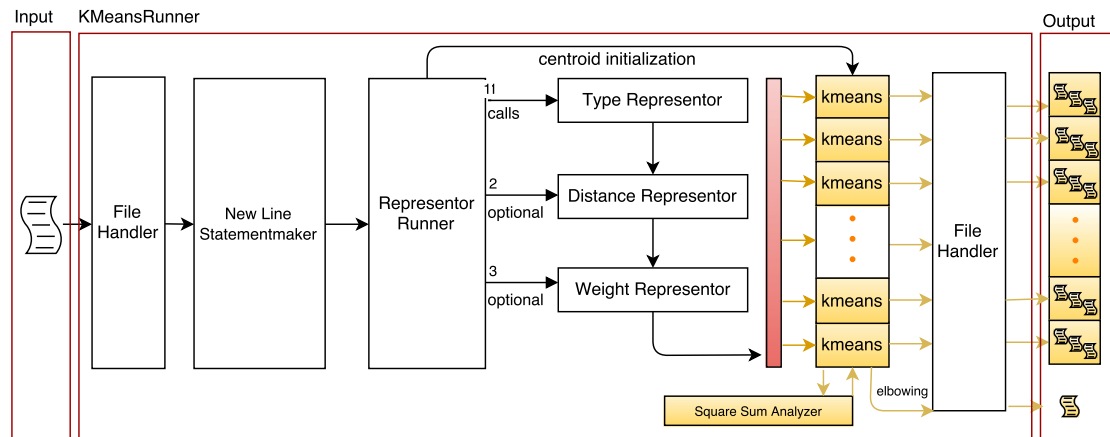 Input
KMeansRunner
Output
centroid initialization
File
Handler
New Line
Statementmaker
Representor
Runner
11
calls
Type Representor
2
optional
Distance Representor
3
optional
Weight Representor
kmeans
kmeans
kmeans
kmeans
kmeans
File
Handler
elbowing
Square Sum Analyzer